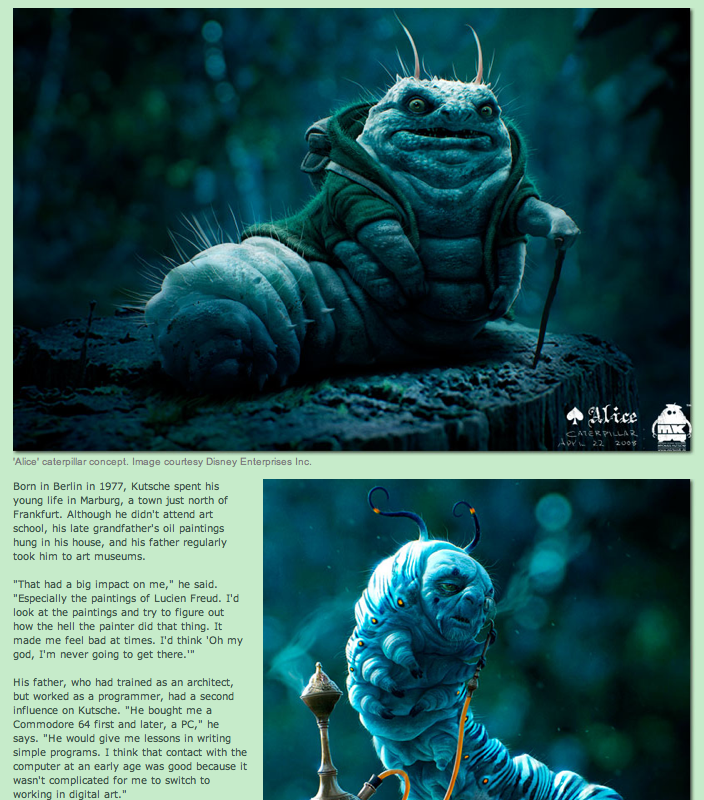 Alice
CATERPILLAR
APRIL 22 2008
MK
'Alice' caterpillar concept. Image courtesy Disney Enterprises Inc.
Born in Berlin in 1977, Kutsche spent his
young life in Marburg, a town just north of
Frankfurt. Although he didn't attend art
school, his late grandfather's oil paintings
hung in his house, and his father regularly
took him to art museums.
"That had a big impact on me," he said.
"Especially the paintings of Lucien Freud. I'd
look at the paintings and try to figure out
how the hell the painter did that thing. It
made me feel bad at times. I'd think 'Oh my
god, I'm never going to get there.'"
His father, who had trained as an architect,
but worked as a programmer, had a second
influence on Kutsche. "He bought me a
Commodore 64 first and later, a PC," he
says. "He would give me lessons in writing
simple programs. I think that contact with the
computer at an early age was good because it
wasn't complicated for me to switch to
working in digital art."